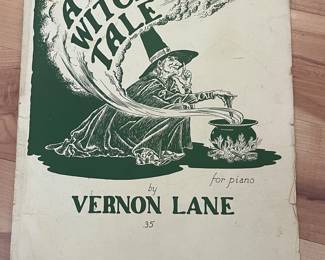 A
WITCH
TALE
for piano
by
VERNON LANE
35